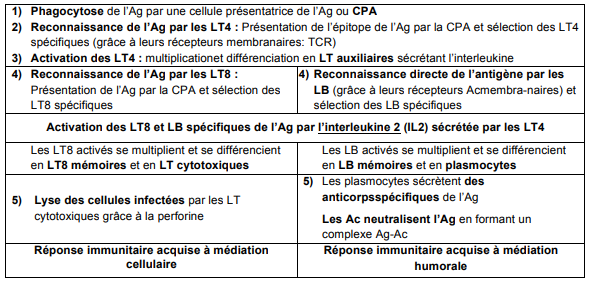 1) Phagocytose de l'Ag par une cellule présentatrice de l'Ag ou CPA
2) Reconnaissance de l'Ag par les LT4 : Présentation de l'épitope de l'Ag par la CPA et sélection des LT4
spécifiques (grâce à leurs récepteurs membranaires: TCR)
3) Activation des LT4 : multiplicationet différenciation en LT auxiliaires sécrétant l'interleukine
4) Reconnaissance de l'Ag par les LT8 :
Présentation de l'Ag par la CPA et sélection des
LT8 spécifiques
4) Reconnaissance directe de l'antigène par les
LB (grâce à leurs récepteurs Acmembra-naires) et
sélection des LB spécifiques
Activation des LT8 et LB spécifiques de l'Ag par l'interleukine 2 (IL2) sécrétée par les LT4
Les LT8 activés se multiplient et se différencient
en LT8 mémoires et en LT cytotoxiques
Les LB activés se multiplient et se différencient
en LB mémoires et en plasmocytes
5) Lyse des cellules infectées par les LT
cytotoxiques grâce à la perforine
5) Les plasmocytes sécrètent des
anticorpsspécifiques de l'Ag
Les Ac neutralisent l'Ag en formant un
complexe Ag-Ac
Réponse immunitaire acquise à médiation
cellulaire
Réponse immunitaire acquise à médiation
humorale